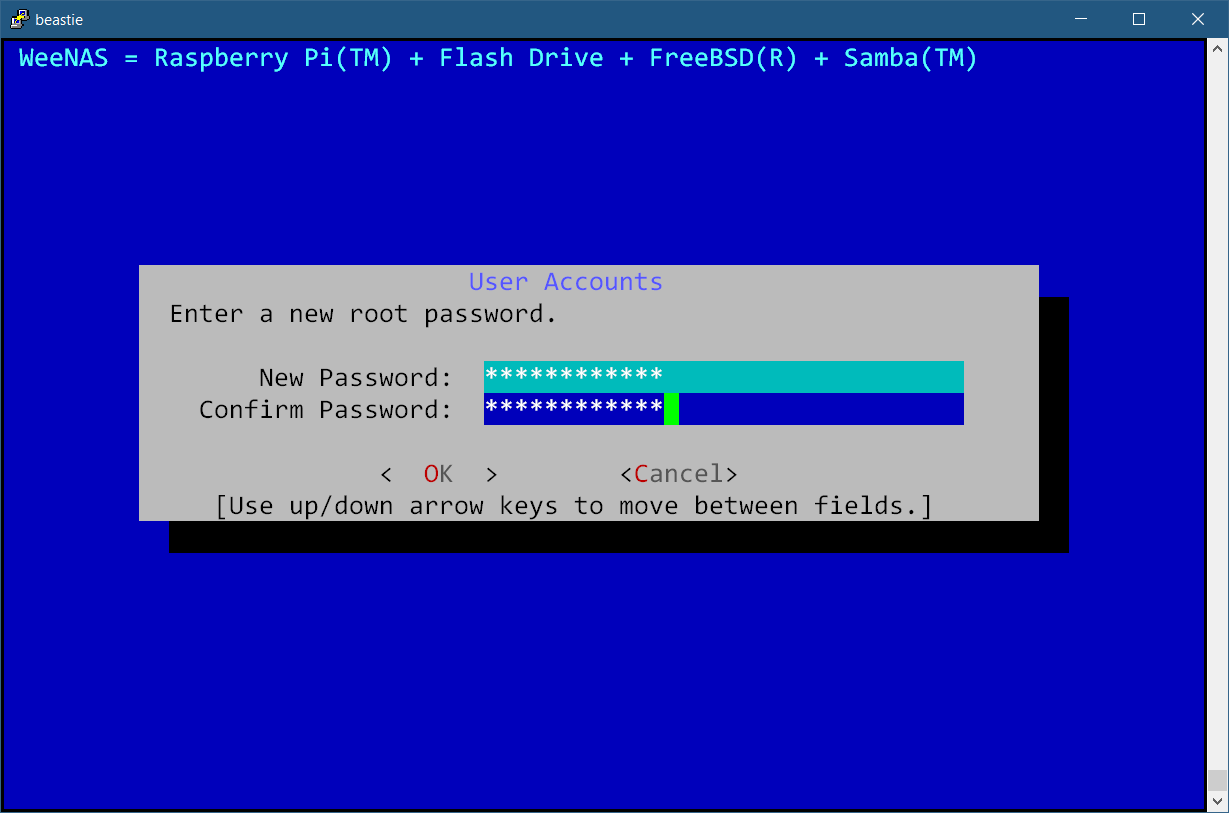 beastie
WeeNAS = Raspberry Pi(TM) + Flash Drive + FreeBSD(R) + Samba(TM)
User Accounts
Enter a new root password.
New Password: ************
Confirm Password: ************
< OK > <Cancel>
[Use up/down arrow keys to move between fields.]